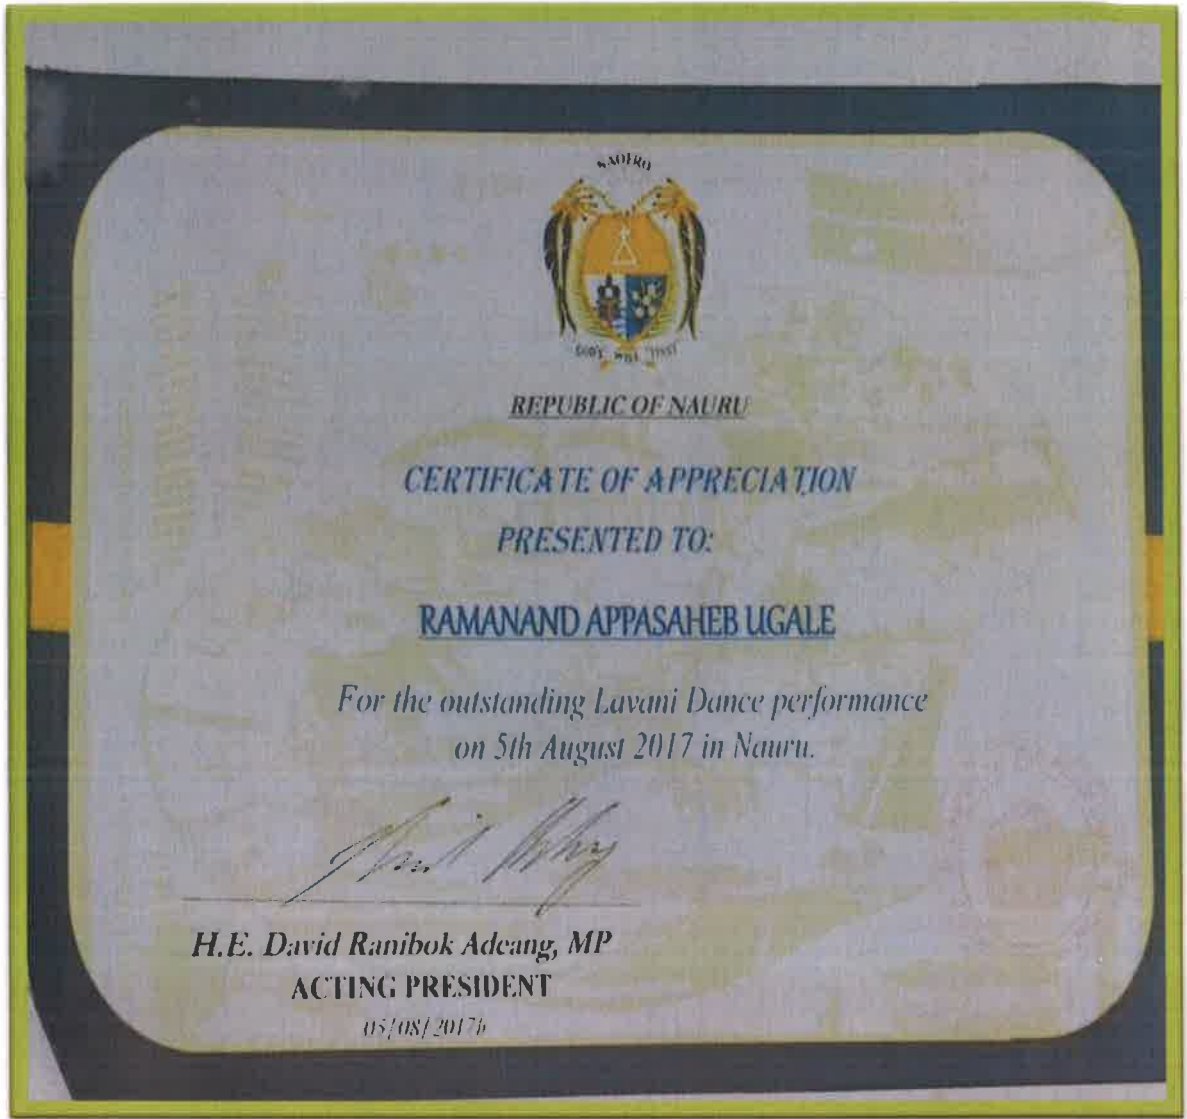 NAOERO
GOD'S WILL FIRST
REPUBLIC OF NAURU
CERTIFICATE OF APPRECIATION
PRESENTED TO:
RAMANAND APPASAHEB UGALE
For the outstanding Lavani Dance performance
on 5th August 2017 in Nauru.
H.E. David Ranibok Adeang, MP
ACTING PRESIDENT
05/08/2017